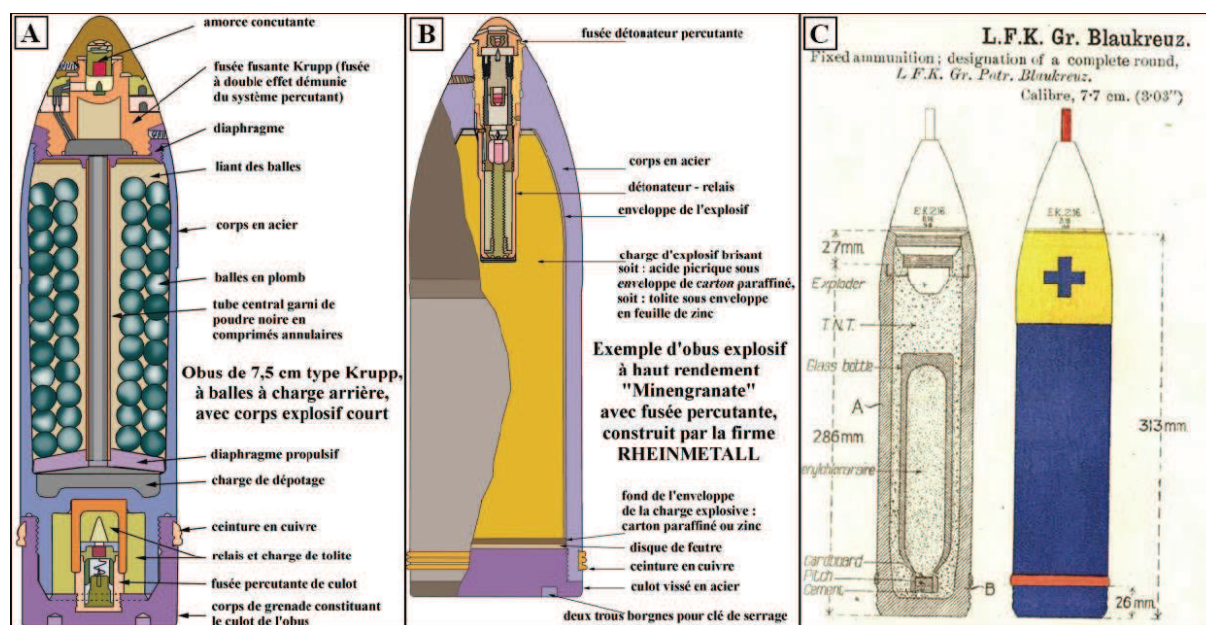 A
amorce concutante
fusée fusante Krupp (fusée
à double effet démunie
du système percutant)
diaphragme
liant des balles
corps en acier
balles en plomb
tube central garni de
poudre noire en
comprimés annulaires
Obus de 7,5 cm type Krupp,
à balles à charge arrière,
avec corps explosif court
diaphragme propulsif
charge de dépotage
ceinture en cuivre
relais et charge de tolite
fusée percutante de culot
corps de grenade constituant
le culot de l'obus
B
fusée détonateur percutante
corps en acier
détonateur - relais
enveloppe de l'explosif
charge d'explosif brisant
soit : acide picrique sous
enveloppe de carton paraffiné,
soit : tolite sous enveloppe
en feuille de zinc
Exemple d'obus explosif
à haut rendement
"Minengranate"
avec fusée percutante,
construit par la firme
RHEINMETALL
fond de l'enveloppe
de la charge explosive :
carton paraffiné ou zinc
disque de feutre
ceinture en cuivre
culot vissé en acier
deux trous borgnes pour clé de serrage
C
L.F.K. Gr. Blaukreuz.
Fixed ammunition; designation of a complete round,
L F.K. Gr. Patr. Blaukreuz.
Calibre, 7·7 cm. (3·03")
27mm.
Exploder
T.N.T.
Glass bottle
A
286mm
313mm
Cardboard
Pitch
Cement
B
26mm